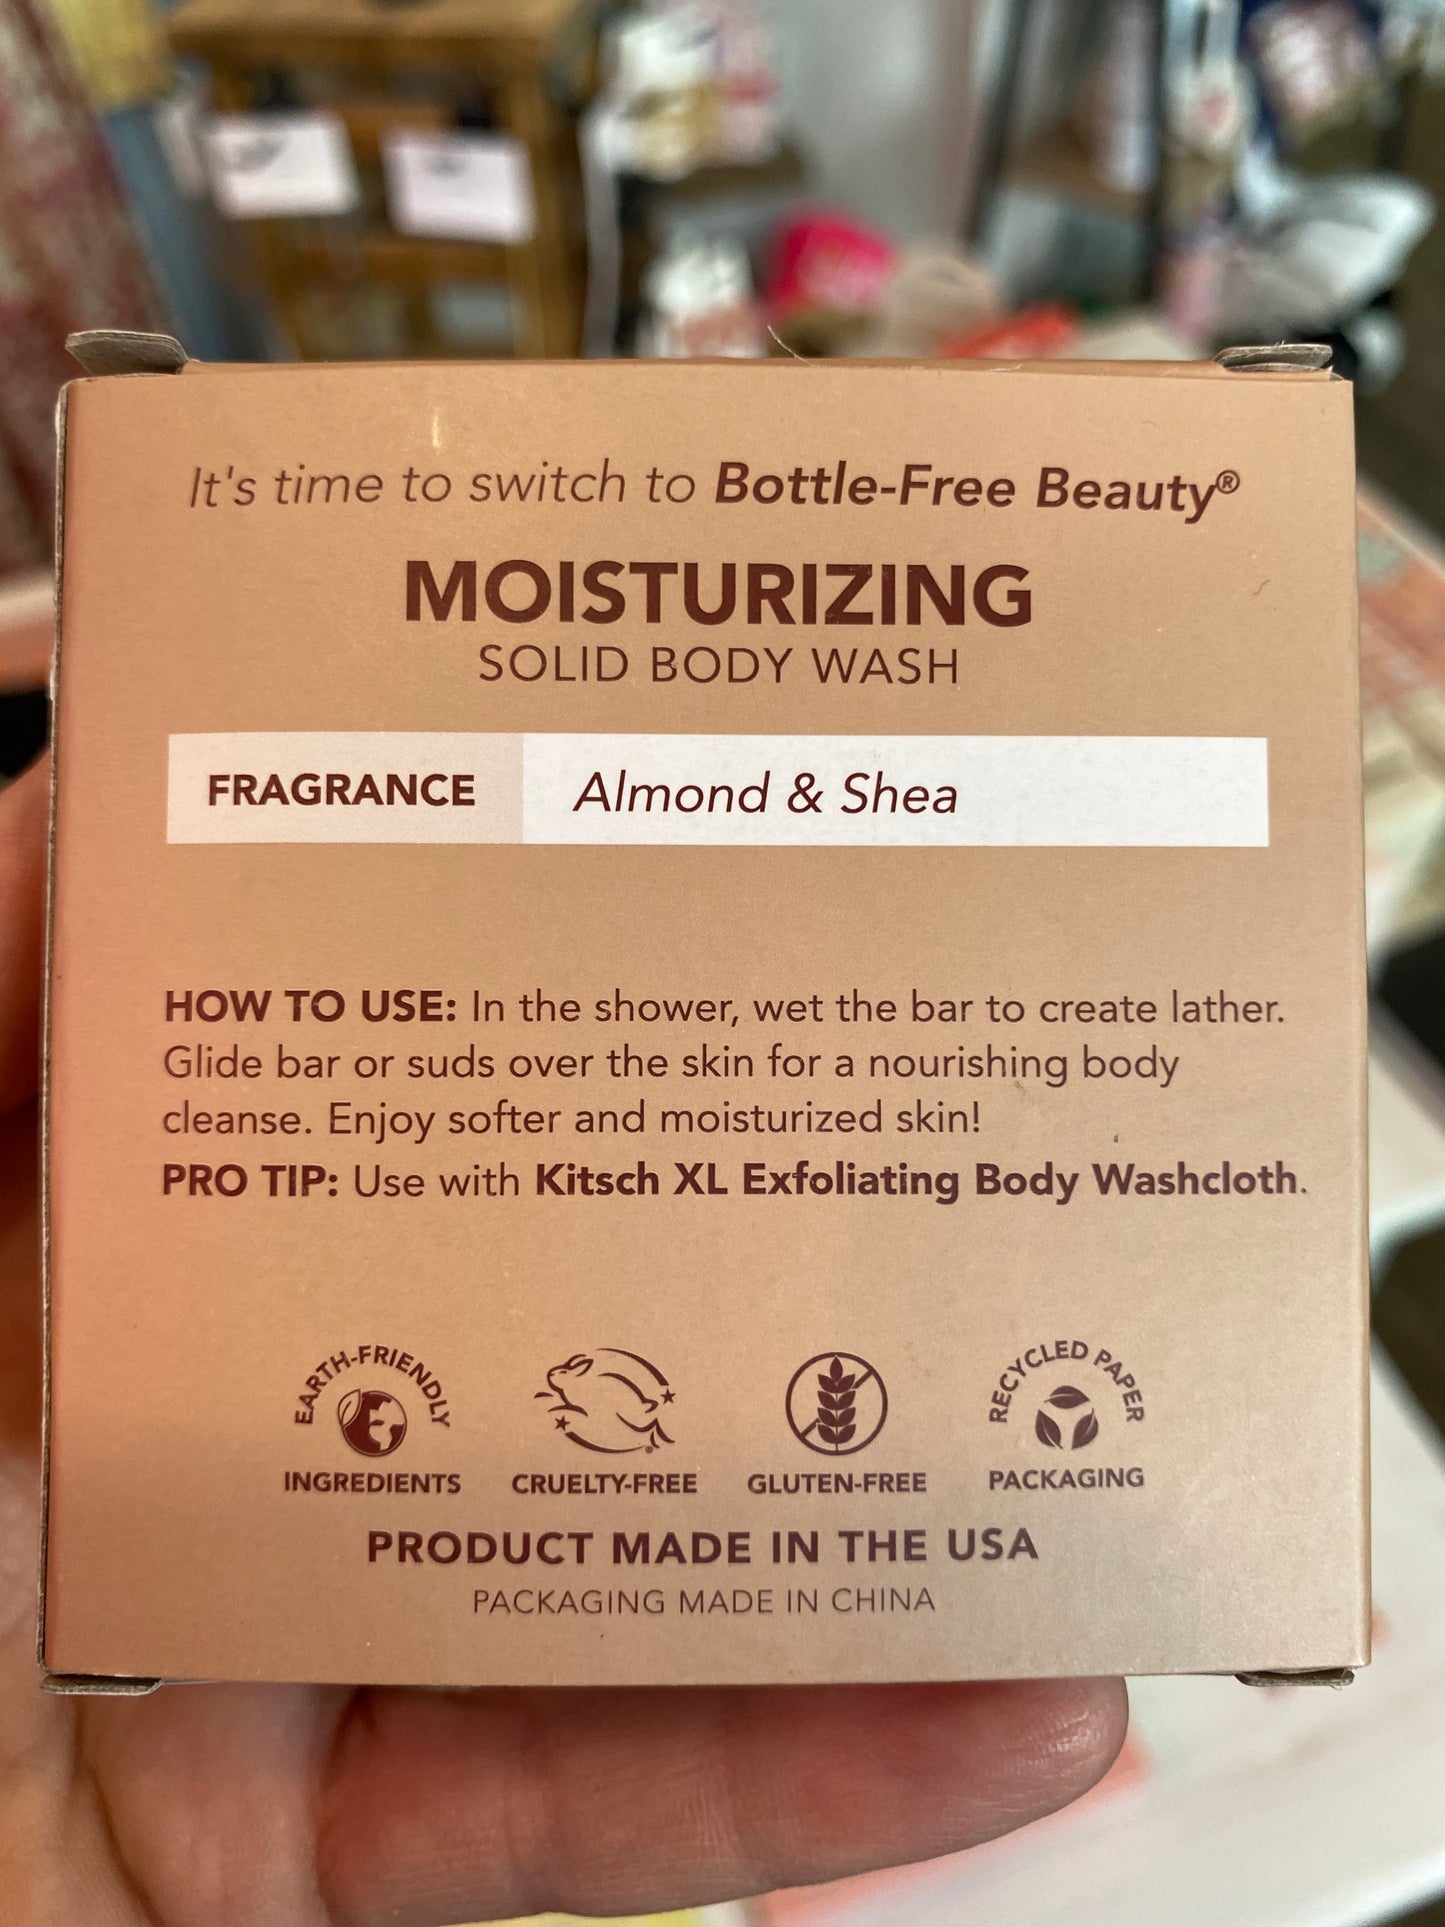 It's time to switch to Bottle-Free Beauty®
MOISTURIZING
SOLID BODY WASH
FRAGRANCE Almond & Shea
HOW TO USE: In the shower, wet the bar to create lather.
Glide bar or suds over the skin for a nourishing body
cleanse. Enjoy softer and moisturized skin!
PRO TIP: Use with Kitsch XL Exfoliating Body Washcloth.
EARTH-FRIENDLY
INGREDIENTS
CRUELTY-FREE
GLUTEN-FREE
RECYCLED PAPER
PACKAGING
PRODUCT MADE IN THE USA
PACKAGING MADE IN CHINA